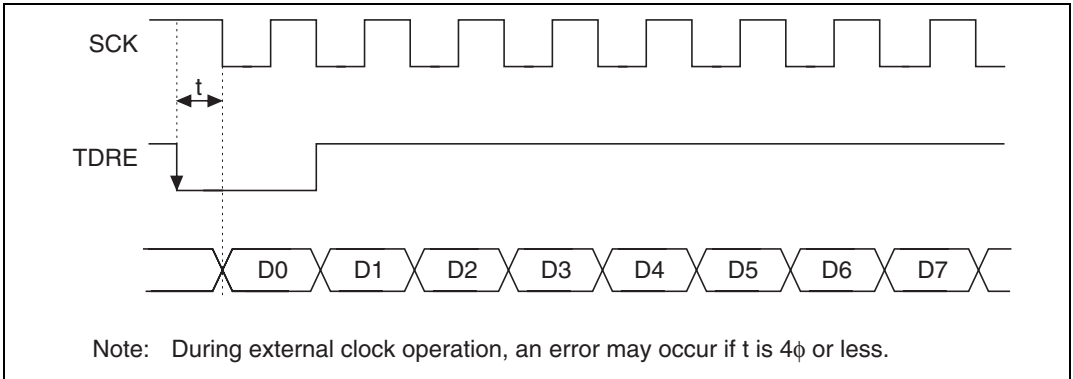 SCK
t
TDRE
D0 D1 D2 D3 D4 D5 D6 D7
Note: During external clock operation, an error may occur if t is 4ϕ or less.